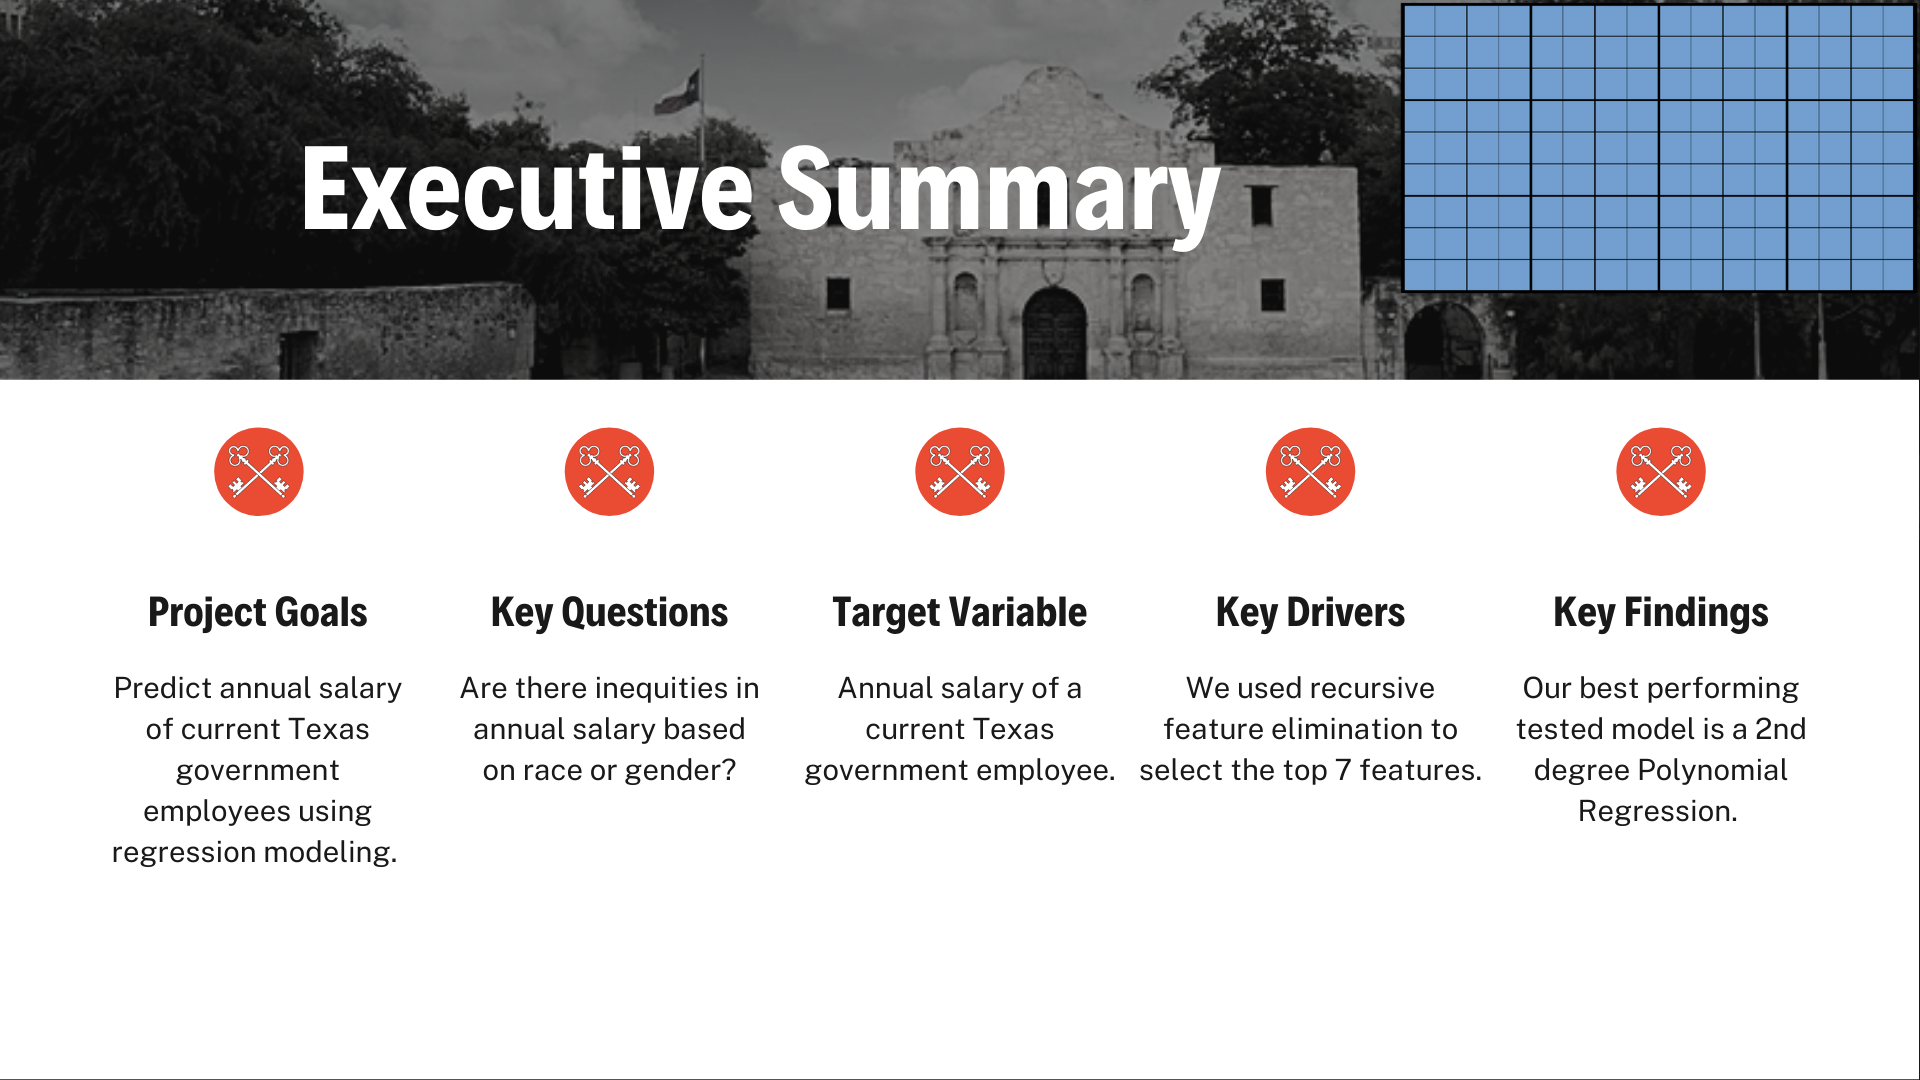 Executive Summary
Project Goals
Predict annual salary
of current Texas
government
employees using
regression modeling.
Key Questions
Are there inequities in
annual salary based
on race or gender?
Target Variable
Annual salary of a
current Texas
government employee.
Key Drivers
We used recursive
feature elimination to
select the top 7 features.
Key Findings
Our best performing
tested model is a 2nd
degree Polynomial
Regression.